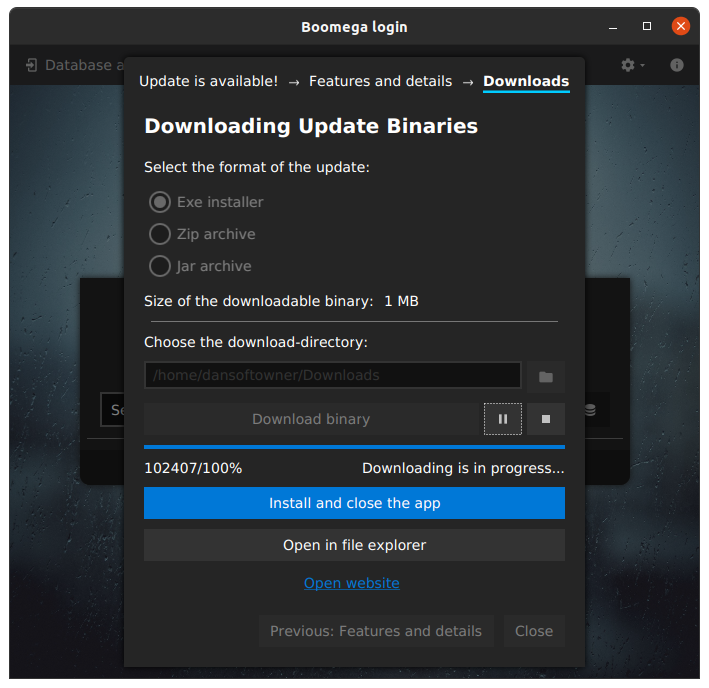 Boomega login
Database a
Update is available! → Features and details → Downloads
Downloading Update Binaries
Select the format of the update:
Exe installer
Zip archive
Jar archive
Size of the downloadable binary: 1 MB
Choose the download-directory:
/home/dansoftowner/Downloads
Se
Download binary
102407/100% Downloading is in progress...
Install and close the app
Open in file explorer
Open website
Previous: Features and details Close